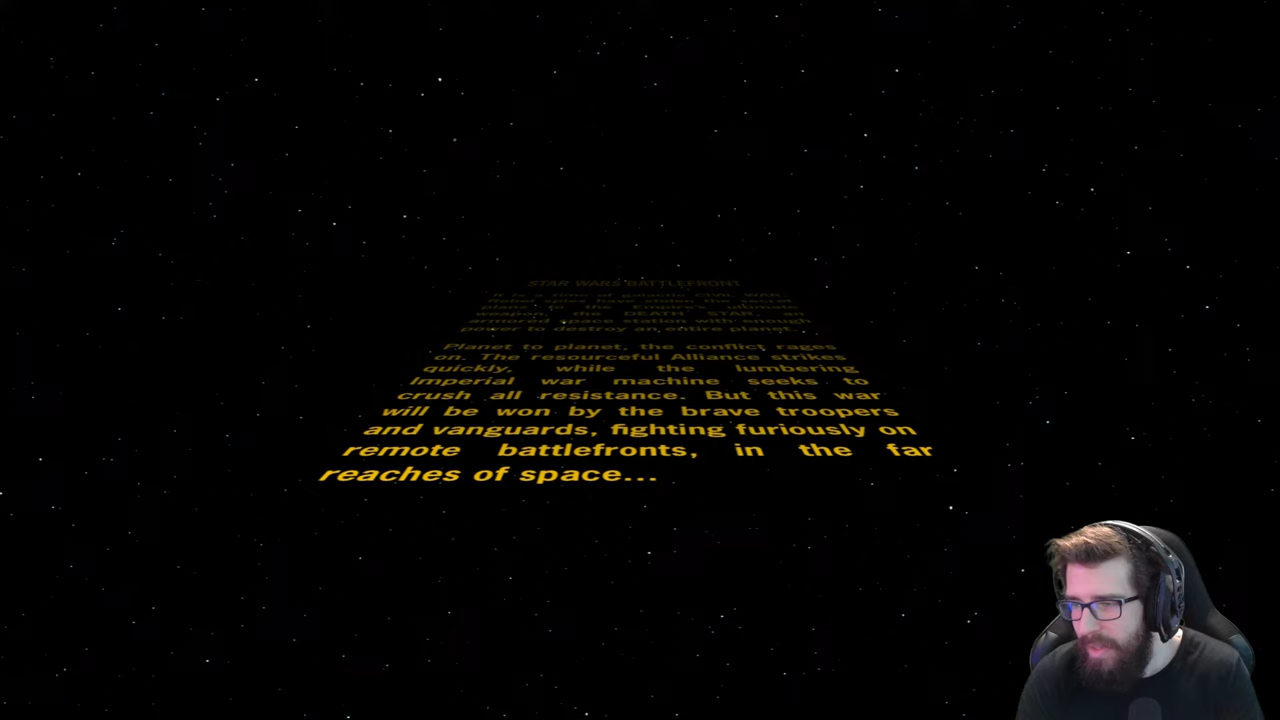 STAR WARS BATTLEFRONT
It is a time of galactic CIVIL WAR.
Rebel spies have stolen the secret
plans to the Empire's ultimate
weapon, the DEATH STAR, an
armored space station with enough
power to destroy an entire planet.
Planet to planet, the conflict rages
on. The resourceful Alliance strikes
quickly, while the lumbering
Imperial war machine seeks to
crush all resistance. But this war
will be won by the brave troopers
and vanguards, fighting furiously on
remote battlefronts, in the far
reaches of space...